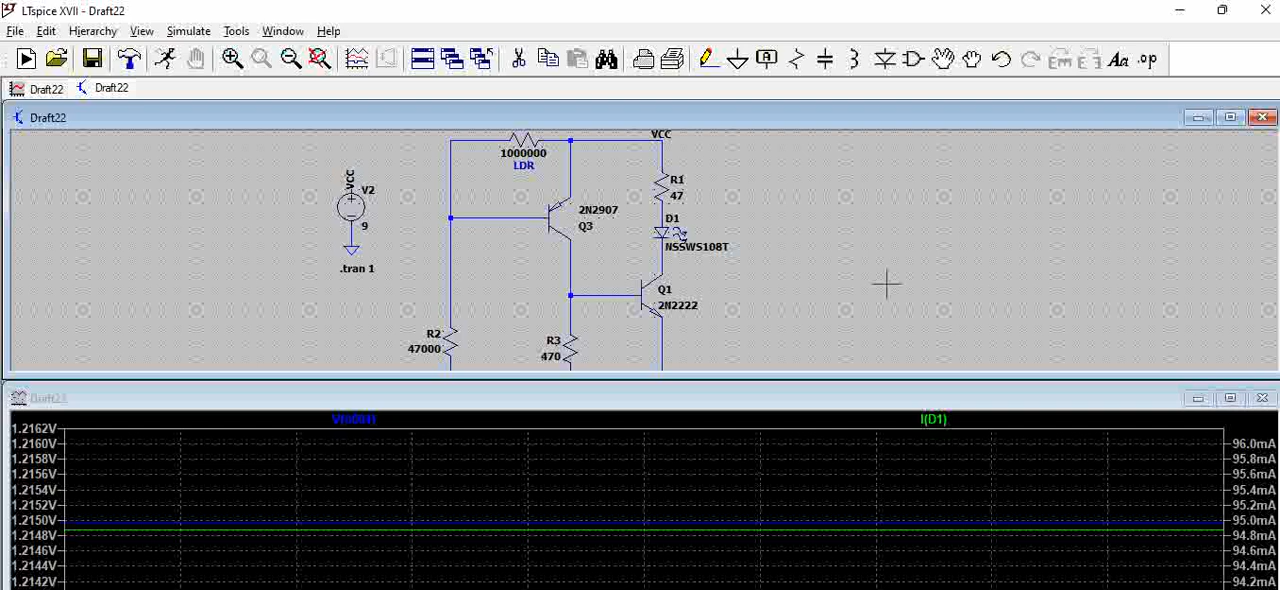 LTspice XVII - Draft22
File Edit Hierarchy View Simulate Tools Window Help
Aa .op
Draft22 Draft22
Draft22
VCC
1000000
LDR
VCC
V2
9
.tran 1
2N2907
Q3
R1
47
D1
NSSWS108T
Q1
2N2222
R2
47000
R3
470
I(D1)
1.2162V
1.2160V
1.2158V
1.2156V
1.2154V
1.2152V
1.2150V
1.2148V
1.2146V
1.2144V
1.2142V
96.0mA
95.8mA
95.6mA
95.4mA
95.2mA
95.0mA
94.8mA
94.6mA
94.4mA
94.2mA